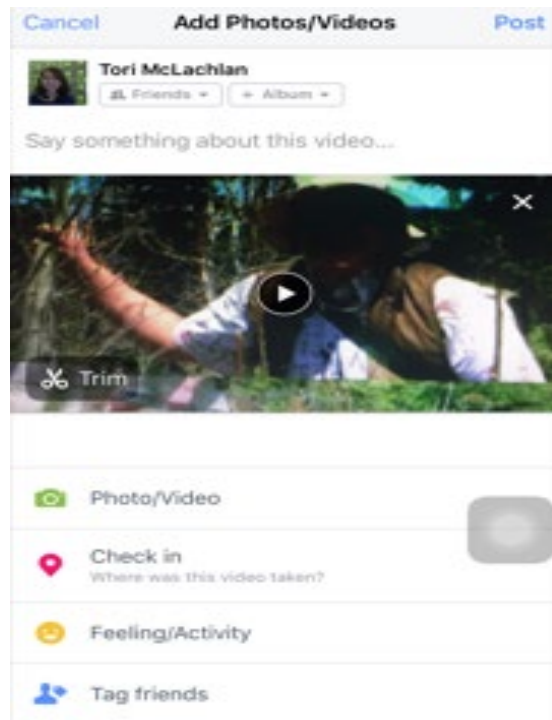 Cancel Add Photos/Videos Post
Tori McLachlan
Friends + Album
Say something about this video...
Trim
Photo/Video
Check in
Where was this video taken?
Feeling/Activity
Tag friends